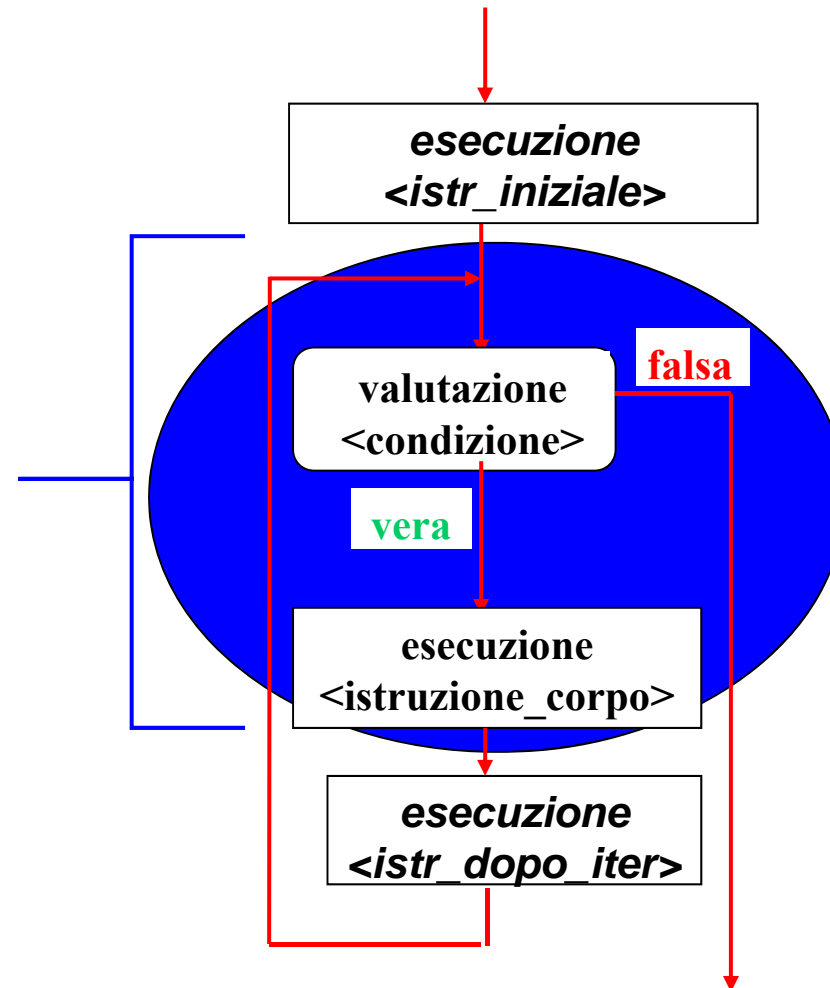 esecuzione
<istr_iniziale>
valutazione
<condizione>
falsa
vera
esecuzione
<istruzione_corpo>
esecuzione
<istr_dopo_iter>